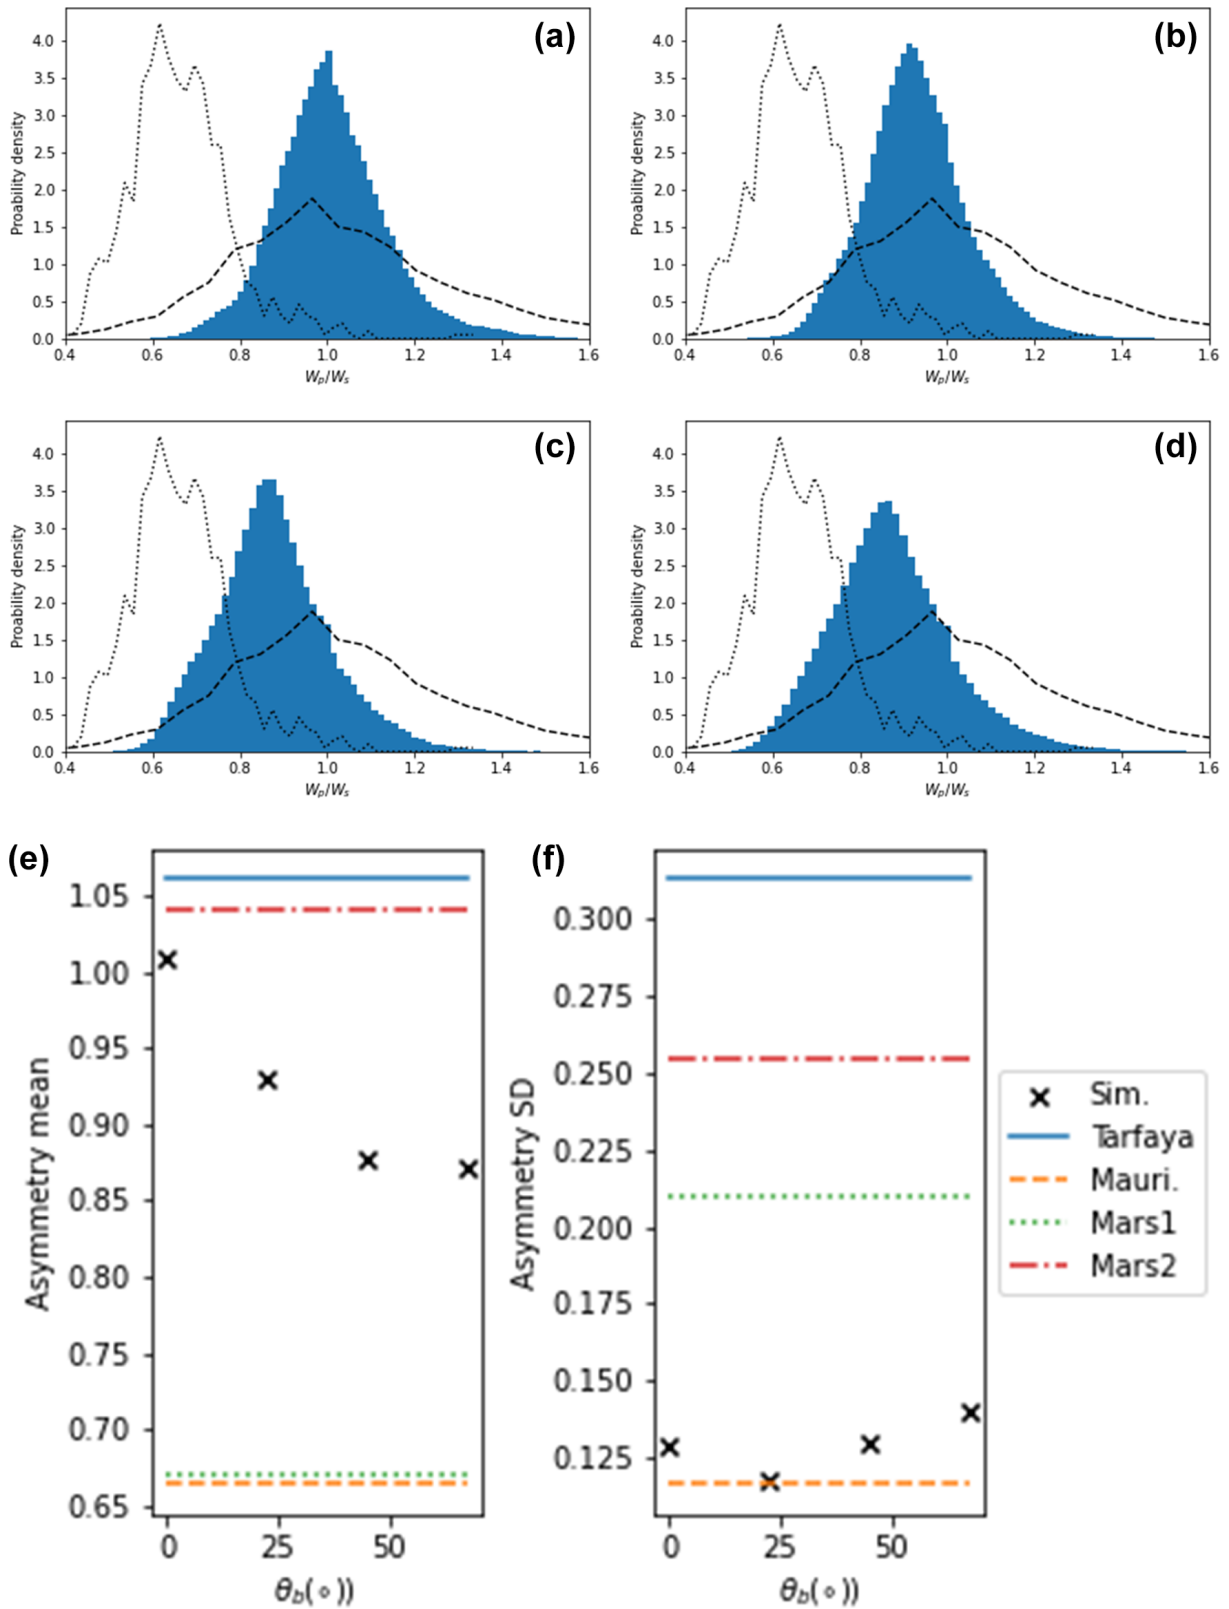 (a)
4.0
3.5
3.0
2.5
2.0
1.5
1.0
0.5
0.0
Proability density
0.4 0.6 0.8 1.0 1.2 1.4 1.6
Wp/Ws
(b)
4.0
3.5
3.0
2.5
2.0
1.5
1.0
0.5
0.0
Proability density
0.4 0.6 0.8 1.0 1.2 1.4 1.6
Wp/Ws
(c)
4.0
3.5
3.0
2.5
2.0
1.5
1.0
0.5
0.0
Proability density
0.4 0.6 0.8 1.0 1.2 1.4 1.6
Wp/Ws
(d)
4.0
3.5
3.0
2.5
2.0
1.5
1.0
0.5
0.0
Proability density
0.4 0.6 0.8 1.0 1.2 1.4 1.6
Wp/Ws
(e)
1.05
1.00
0.95
0.90
0.85
0.80
0.75
0.70
0.65
Asymmetry mean
0 25 50
θb(∘))
(f)
0.300
0.275
0.250
0.225
0.200
0.175
0.150
0.125
Asymmetry SD
0 25 50
θb(∘))
Sim.
Tarfaya
Mauri.
Mars1
Mars2